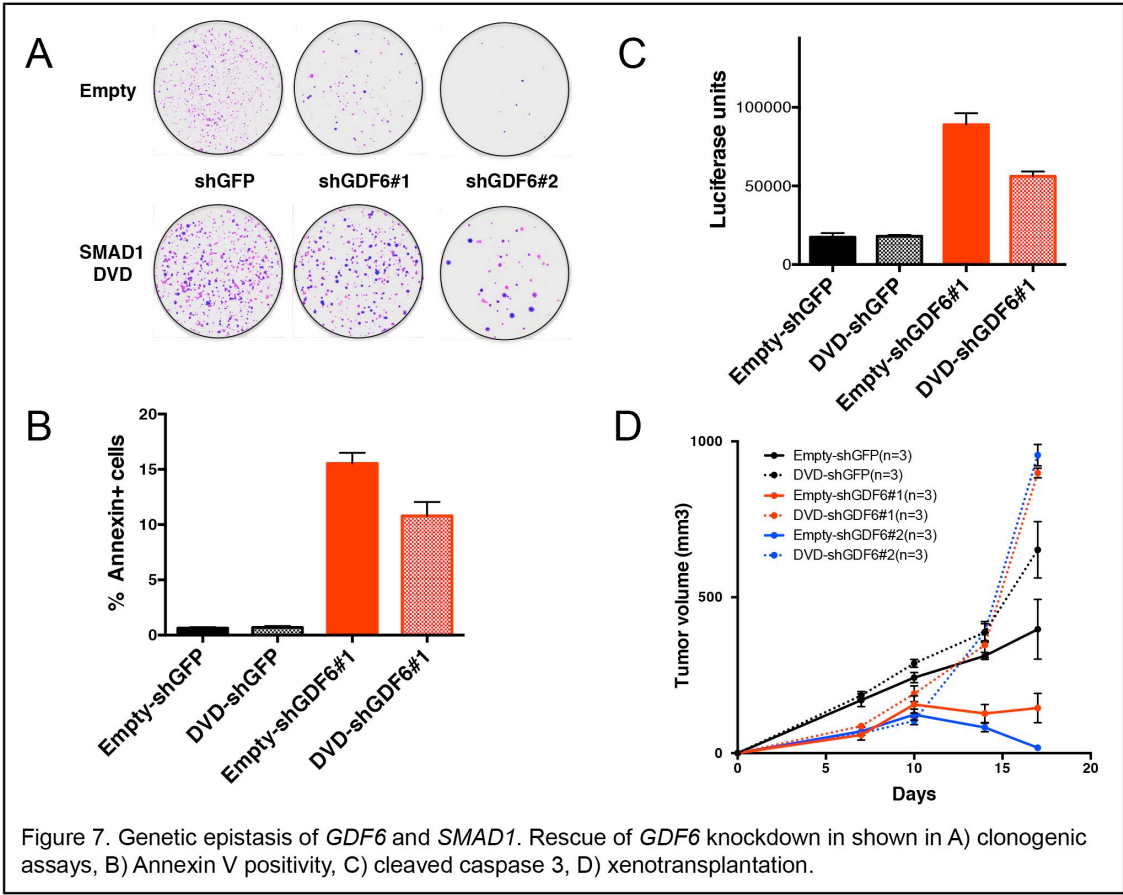 A
Empty
shGFP shGDF6#1 shGDF6#2
SMAD1
DVD
B
% Annexin+ cells
20
15
10
5
0
Empty-shGFP
DVD-shGFP
Empty-shGDF6#1
DVD-shGDF6#1
C
Luciferase units
100000
50000
0
Empty-shGFP
DVD-shGFP
Empty-shGDF6#1
DVD-shGDF6#1
D
Tumor volume (mm3)
1000
500
0
Empty-shGFP(n=3)
DVD-shGFP(n=3)
Empty-shGDF6#1(n=3)
DVD-shGDF6#1(n=3)
Empty-shGDF6#2(n=3)
DVD-shGDF6#2(n=3)
0 5 10 15 20
Days
Figure 7. Genetic epistasis of GDF6 and SMAD1. Rescue of GDF6 knockdown in shown in A) clonogenic
assays, B) Annexin V positivity, C) cleaved caspase 3, D) xenotransplantation.